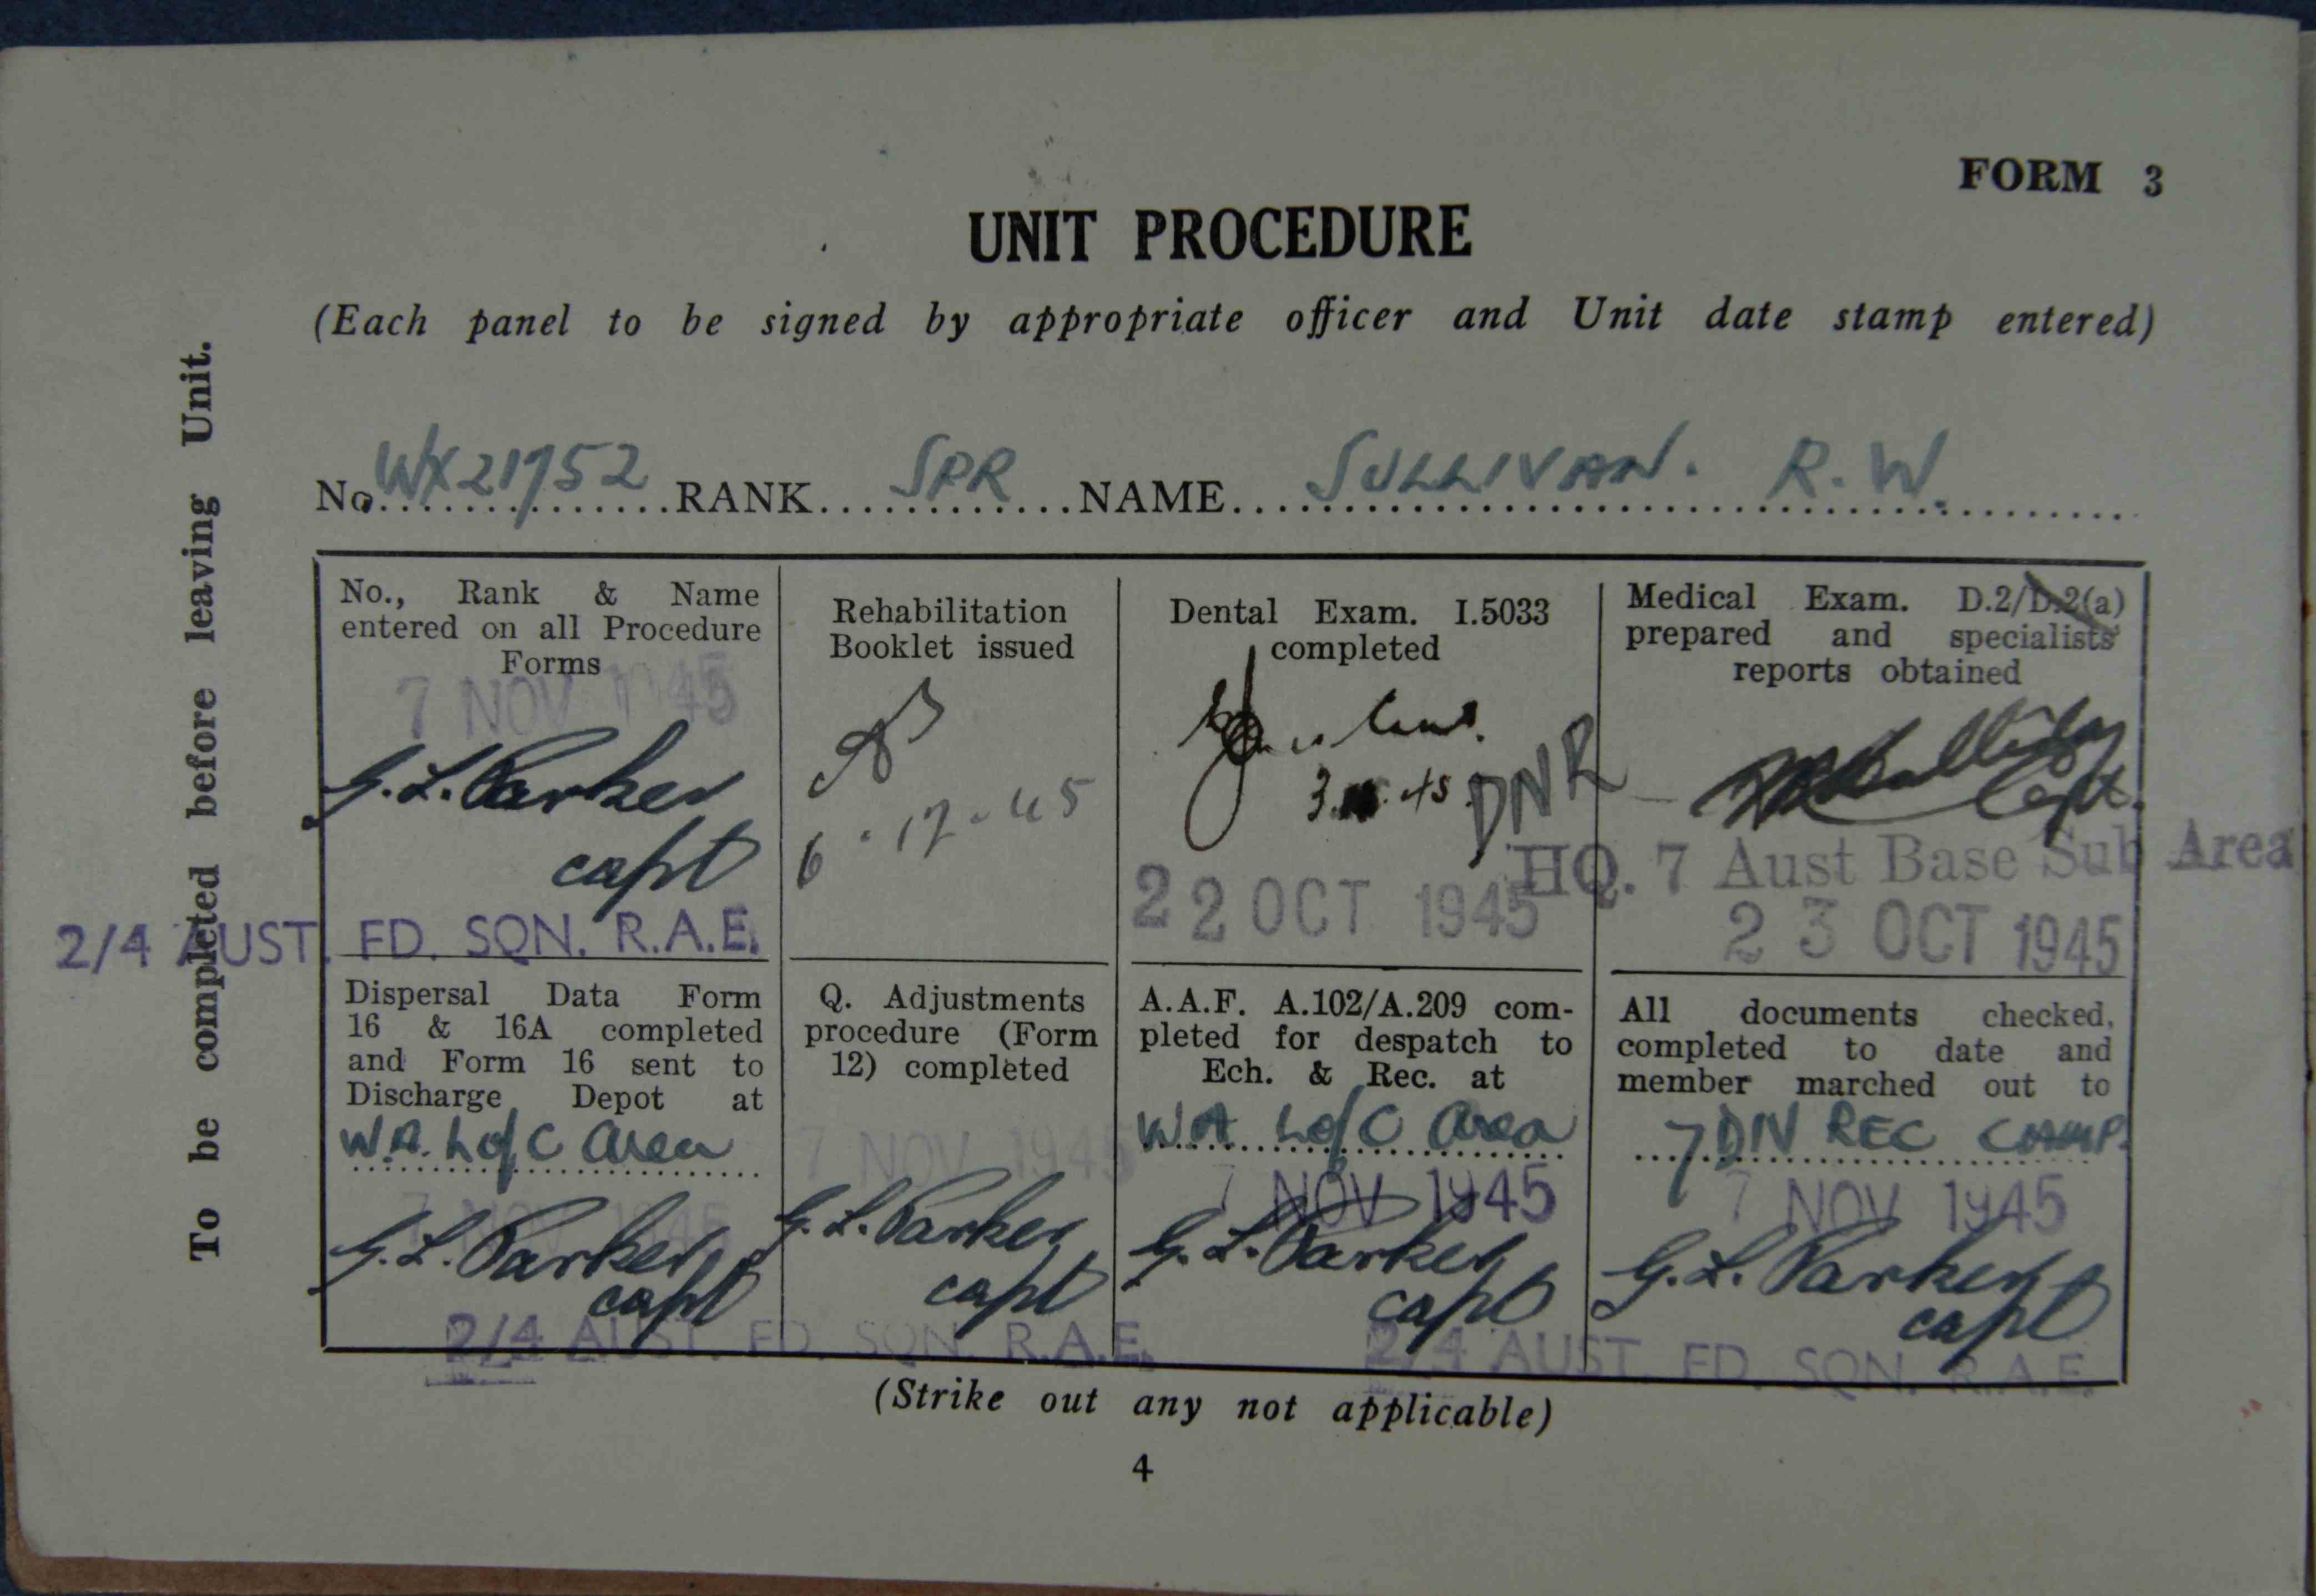 FORM 3
UNIT PROCEDURE
(Each panel to be signed by appropriate officer and Unit date stamp entered)
To be completed before leaving Unit.
No. WX21752 RANK SPR NAME SULLIVAN. R.W.
No., Rank & Name
entered on all Procedure
Forms
7 NOV 1945
G.L. Parker
capt
2/4 AUST. FD. SQN. R.A.E.
Rehabilitation
Booklet issued
6.12.45
Dental Exam. I.5033
completed
DNR
22 OCT 1945
Medical Exam. D.2/D.2(a)
prepared and specialists'
reports obtained
Capt.
HQ. 7 Aust Base Sub Area
23 OCT 1945
Dispersal Data Form
16 & 16A completed
and Form 16 sent to
Discharge Depot at
W.A. L of C Area
7 NOV 1945
G.L. Parker
capt
Q. Adjustments
procedure (Form
12) completed
7 NOV 1945
G.L. Parker
capt
2/4 AUST. FD. SQN. R.A.E.
A.A.F. A.102/A.209 com-
pleted for despatch to
Ech. & Rec. at
W.A L of C Area
7 NOV 1945
G.L. Parker
capt
All documents checked,
completed to date and
member marched out to
7 DIV REC CAMP.
7 NOV 1945
G.L. Parker
capt
2/4 AUST. FD. SQN. R.A.E.
(Strike out any not applicable)
4